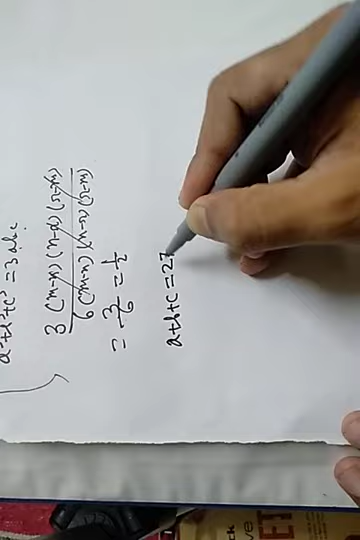 a³+b³+c³ = 3abc
3 (m-n) (n-r) (r-m)
6 (m-n) (n-r) (r-m)
= 3/6 = 1/2
a+b+c = 27